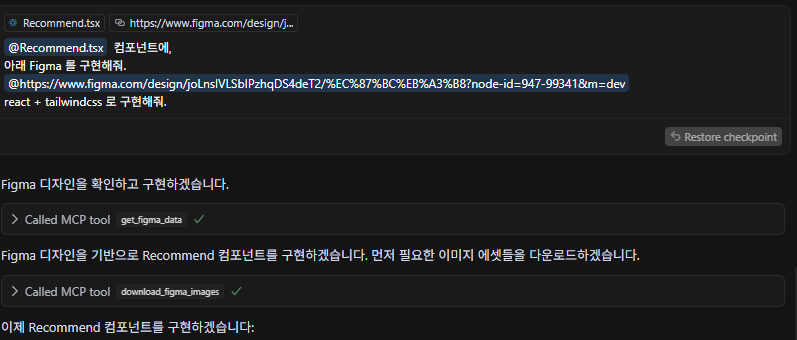 Recommend.tsx https://www.figma.com/design/j...
@Recommend.tsx 컴포넌트에,
아래 Figma 를 구현해줘.
@https://www.figma.com/design/joLnslVLSbIPzhqDS4deT2/%EC%87%BC%EB%A3%B8?node-id=947-99341&m=dev
react + tailwindcss 로 구현해줘.
Restore checkpoint
Figma 디자인을 확인하고 구현하겠습니다.
Called MCP tool get_figma_data
Figma 디자인을 기반으로 Recommend 컴포넌트를 구현하겠습니다. 먼저 필요한 이미지 에셋들을 다운로드하겠습니다.
Called MCP tool download_figma_images
이제 Recommend 컴포넌트를 구현하겠습니다: